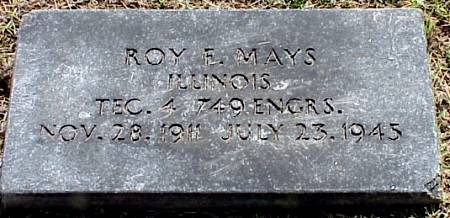 ROY E. MAYS
ILLINOIS
TEC. 4 749 ENGRS.
NOV. 28. 1911 JULY 23. 1945